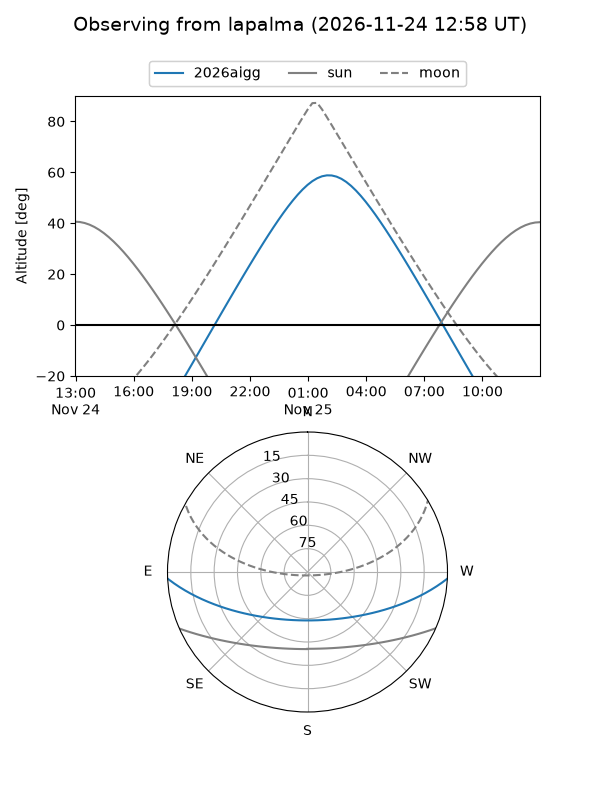 Observing from lapalma (2026-11-24 12:58 UT)
2026aigg sun moon
Altitude [deg]
80
60
40
20
0
−20
13:00 16:00 19:00 22:00 01:00 04:00 07:00 10:00
Nov 24 Nov 25
N
NE NW
15
30
45
60
75
E W
SE SW
S